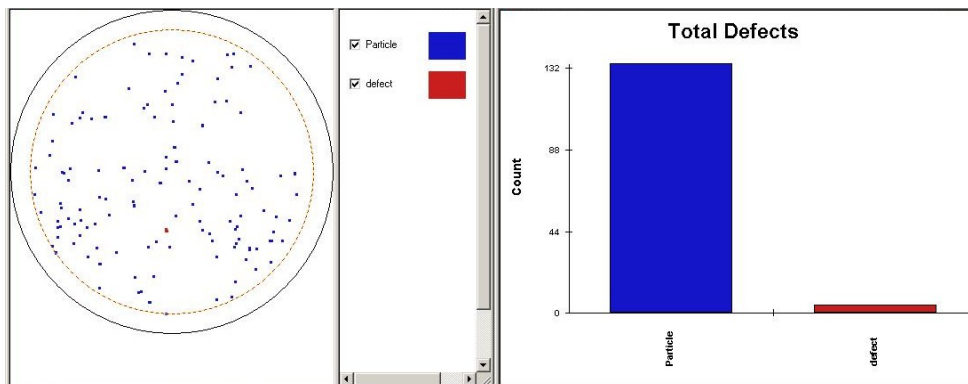 Particle
defect
Total Defects
132
88
44
0
Count
Particle
defect